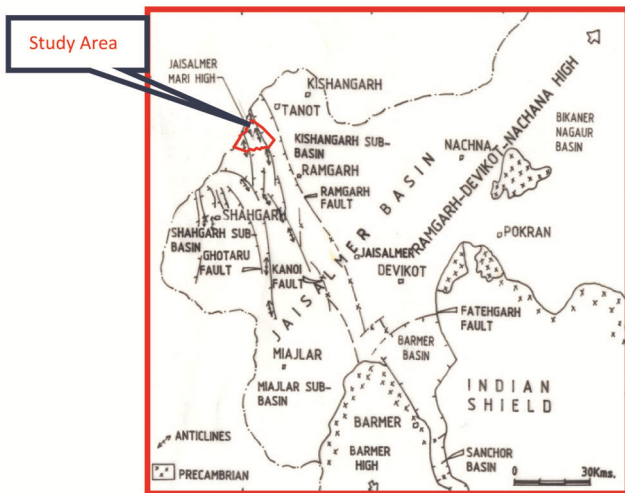 Study Area
JAISALMER
MARI HIGH
KISHANGARH
TANOT
KISHANGARH SUB-
BASIN
RAMGARH
RAMGARH
FAULT
NACHNA
BIKANER
NAGAUR
BASIN
RAMGARH-DEVIKOT-NACHANA HIGH
POKRAN
SHAHGARH
SHAHGARH SUB-
BASIN
GHOTARU
FAULT
KANOI
FAULT
JAISALMER BASIN
JAISALMER
DEVIKOT
FATEHGARH
FAULT
BARMER
BASIN
MIAJLAR
MIAJLAR SUB-
BASIN
INDIAN
SHIELD
BARMER
BARMER
HIGH
SANCHOR
BASIN
ANTICLINES
PRECAMBRIAN
0 30Kms.